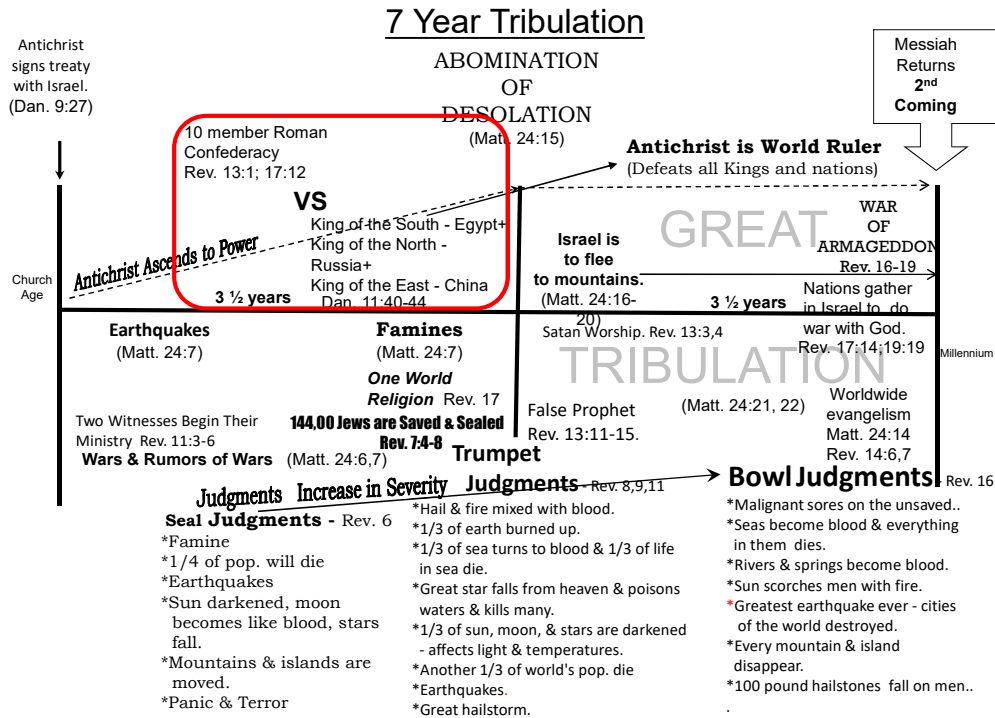 7 Year Tribulation
Antichrist
signs treaty
with Israel.
(Dan. 9:27)
ABOMINATION
OF
DESOLATION
(Matt. 24:15)
Messiah
Returns
2nd
Coming
10 member Roman
Confederacy
Rev. 13:1; 17:12
VS
King of the South - Egypt+
King of the North -
Russia+
King of the East - China
Dan. 11:40-44
Antichrist is World Ruler
(Defeats all Kings and nations)
Antichrist Ascends to Power
Church
Age
3 ½ years
Israel is
to flee
to mountains.
(Matt. 24:16-
20)
GREAT
TRIBULATION
WAR
OF
ARMAGEDDON
Rev. 16-19
3 ½ years
Nations gather
in Israel to do
war with God.
Rev. 17:14;19:19
Millennium
Earthquakes
(Matt. 24:7)
Famines
(Matt. 24:7)
Satan Worship. Rev. 13:3,4
One World
Religion Rev. 17
Two Witnesses Begin Their
Ministry Rev. 11:3-6
144,00 Jews are Saved & Sealed
Rev. 7:4-8
Wars & Rumors of Wars (Matt. 24:6,7)
False Prophet
Rev. 13:11-15.
(Matt. 24:21, 22)
Worldwide
evangelism
Matt. 24:14
Rev. 14:6,7
Judgments Increase in Severity
Seal Judgments - Rev. 6
*Famine
*1/4 of pop. will die
*Earthquakes
*Sun darkened, moon
becomes like blood, stars
fall.
*Mountains & islands are
moved.
*Panic & Terror
Trumpet
Judgments - Rev. 8,9,11
*Hail & fire mixed with blood.
*1/3 of earth burned up.
*1/3 of sea turns to blood & 1/3 of life
in sea die.
*Great star falls from heaven & poisons
waters & kills many.
*1/3 of sun, moon, & stars are darkened
- affects light & temperatures.
*Another 1/3 of world's pop. die
*Earthquakes.
*Great hailstorm.
Bowl Judgments - Rev. 16
*Malignant sores on the unsaved..
*Seas become blood & everything
in them dies.
*Rivers & springs become blood.
*Sun scorches men with fire.
*Greatest earthquake ever - cities
of the world destroyed.
*Every mountain & island
disappear.
*100 pound hailstones fall on men..
.